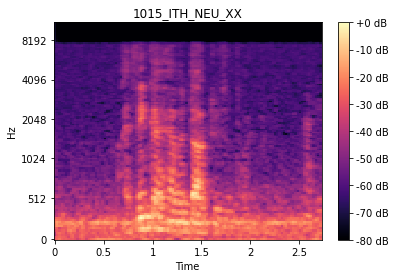 1015_ITH_NEU_XX
Hz
8192
4096
2048
1024
512
0
0
0.5
1
1.5
2
2.5
Time
+0 dB
-10 dB
-20 dB
-30 dB
-40 dB
-50 dB
-60 dB
-70 dB
-80 dB